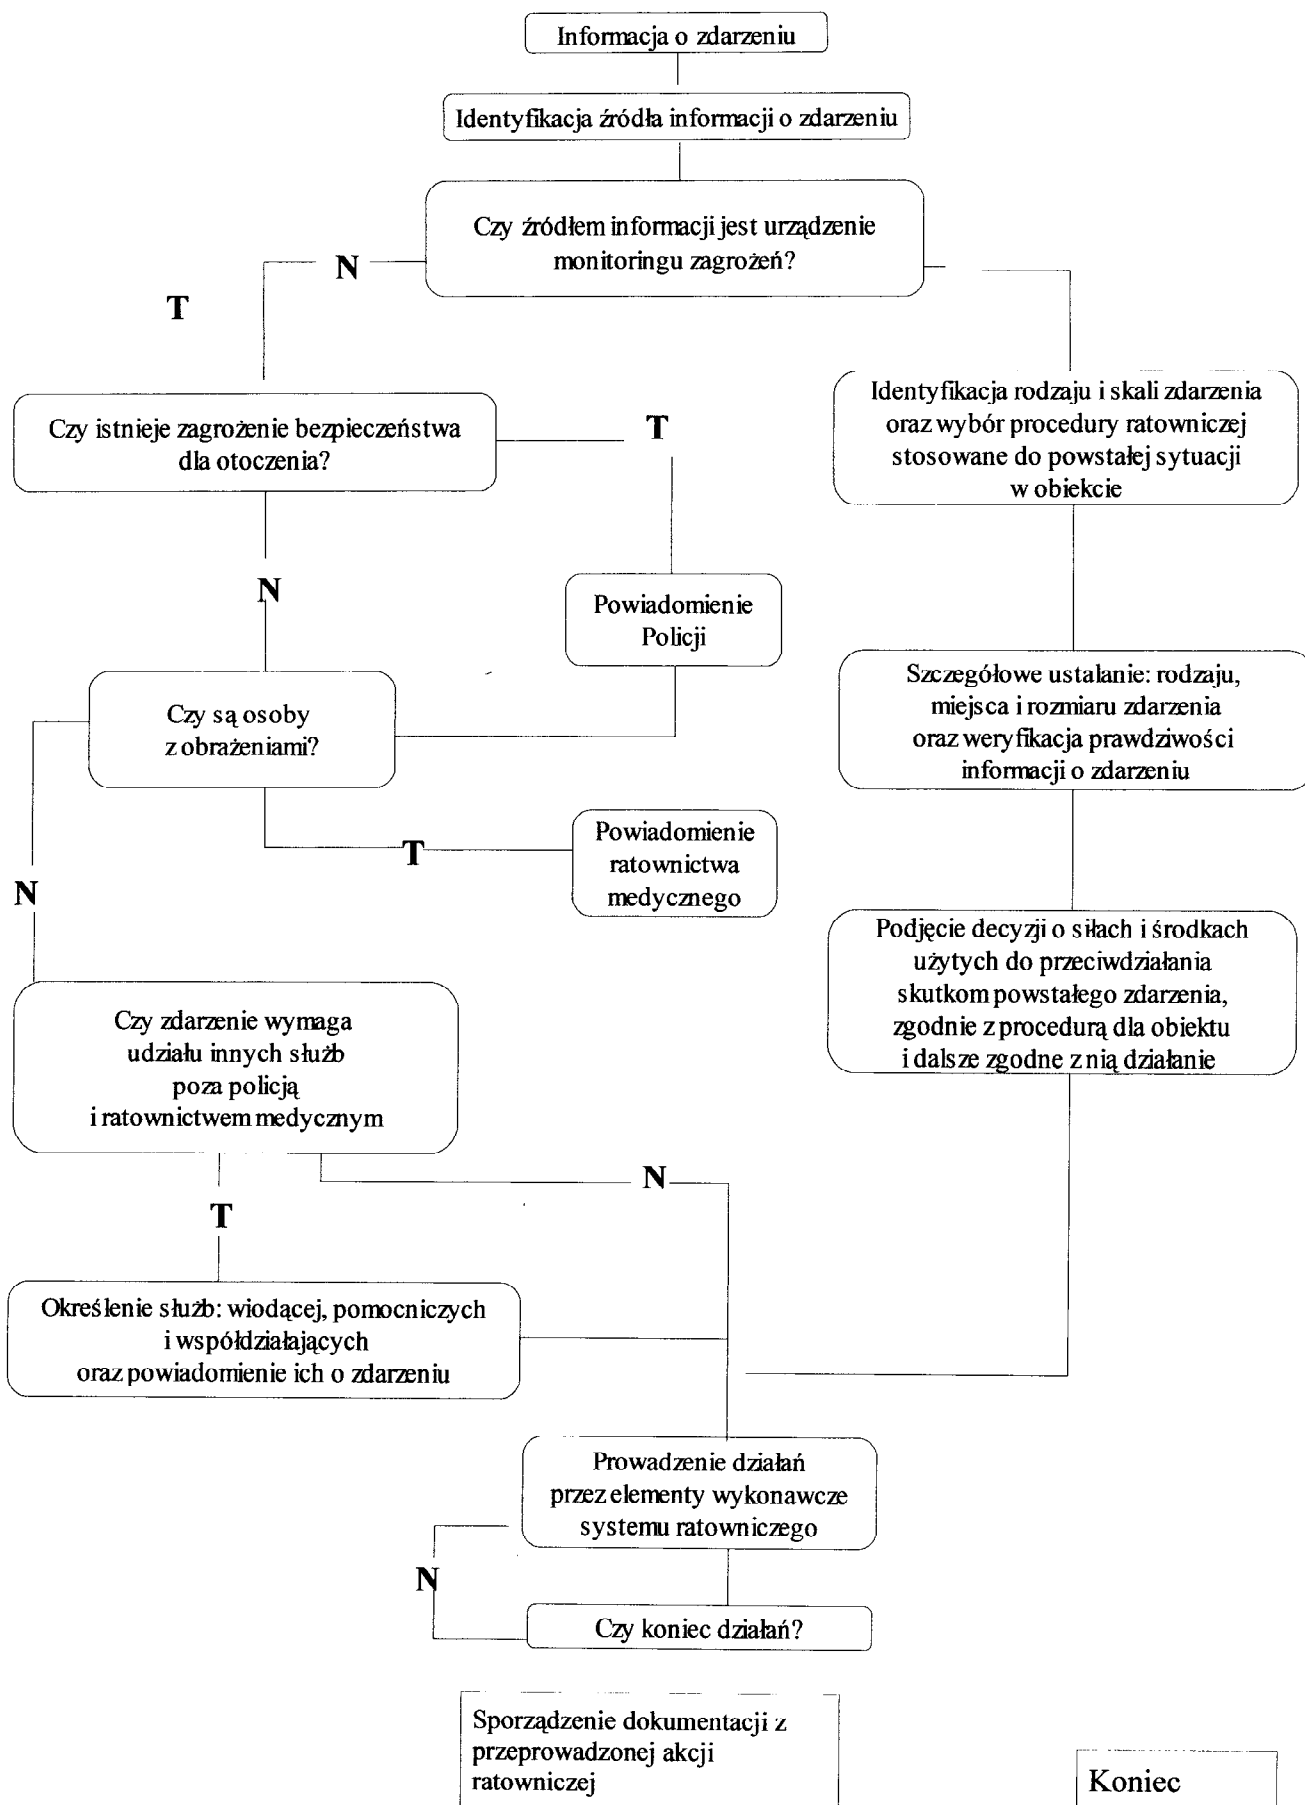 Informacja o zdarzeniu
Identyfikacja źródła informacji o zdarzeniu
Czy źródłem informacji jest urządzenie
monitoringu zagrożeń?
N
T
Czy istnieje zagrożenie bezpieczeństwa
dla otoczenia?
T
Identyfikacja rodzaju i skali zdarzenia
oraz wybór procedury ratowniczej
stosowane do powstałej sytuacji
w obiekcie
N
Powiadomienie
Policji
Czy są osoby
z obrażeniami?
Szczegółowe ustalanie: rodzaju,
miejsca i rozmiaru zdarzenia
oraz weryfikacja prawdziwości
informacji o zdarzeniu
T
Powiadomienie
ratownictwa
medycznego
N
Podjęcie decyzji o siłach i środkach
użytych do przeciwdziałania
skutkom powstałego zdarzenia,
zgodnie z procedurą dla obiektu
i dalsze zgodne z nią działanie
Czy zdarzenie wymaga
udziału innych służb
poza policją
i ratownictwem medycznym
N
T
Określenie służb: wiodącej, pomocniczych
i współdziałających
oraz powiadomienie ich o zdarzeniu
Prowadzenie działań
przez elementy wykonawcze
systemu ratowniczego
N
Czy koniec działań?
Sporządzenie dokumentacji z
przeprowadzonej akcji
ratowniczej
Koniec